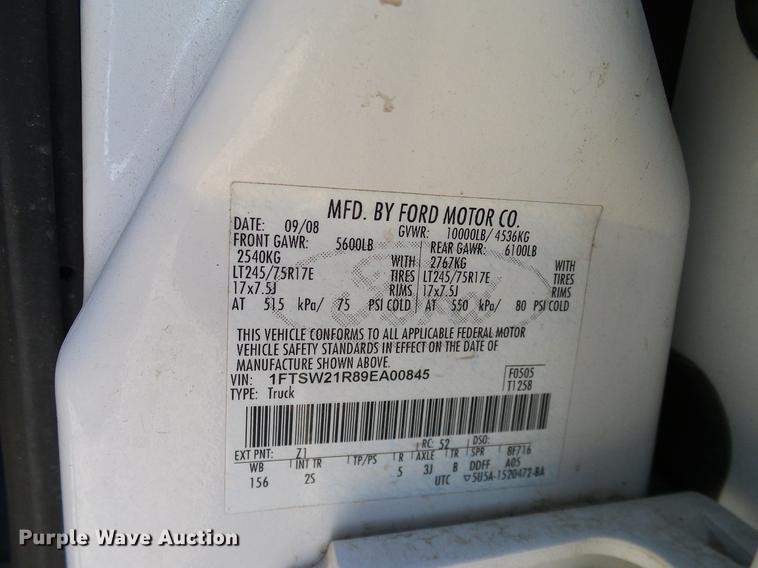 MFD. BY FORD MOTOR CO.
DATE: 09/08 GVWR: 10000LB/ 4536KG
FRONT GAWR: 5600LB REAR GAWR: 6100LB
2540KG WITH 2767KG WITH
LT245/75R17E TIRES LT245/75R17E TIRES
17x7.5J RIMS 17x7.5J RIMS
AT 515 kPa/ 75 PSI COLD AT 550 kPa/ 80 PSI COLD
THIS VEHICLE CONFORMS TO ALL APPLICABLE FEDERAL MOTOR
VEHICLE SAFETY STANDARDS IN EFFECT ON THE DATE OF
MANUFACTURE SHOWN ABOVE.
VIN: 1FTSW21R89EA00845 F0505
TYPE: Truck T1258
EXT PNT: Z1 RC: 52 DSO:
WB INT TR TP/PS R AXLE TR SPR 8F716
156 2S 5 3J B DDFF A05
UTC ▽5U5A-1520472-BA
Purple Wave Auction